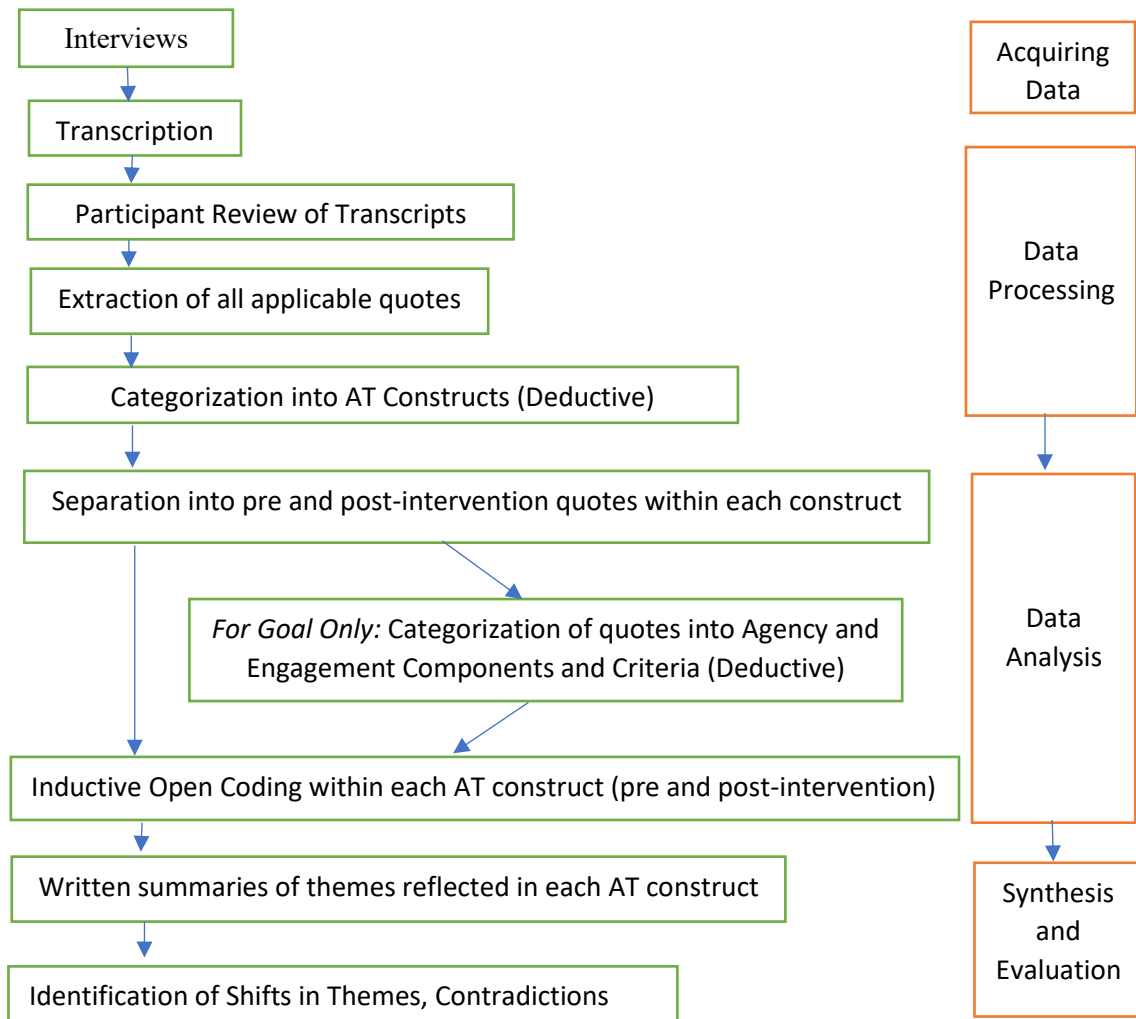 Interviews
Acquiring
Data
Transcription
Participant Review of Transcripts
Data
Processing
Extraction of all applicable quotes
Categorization into AT Constructs (Deductive)
Separation into pre and post-intervention quotes within each construct
For Goal Only: Categorization of quotes into Agency and
Engagement Components and Criteria (Deductive)
Data
Analysis
Inductive Open Coding within each AT construct (pre and post-intervention)
Written summaries of themes reflected in each AT construct
Synthesis
and
Evaluation
Identification of Shifts in Themes, Contradictions